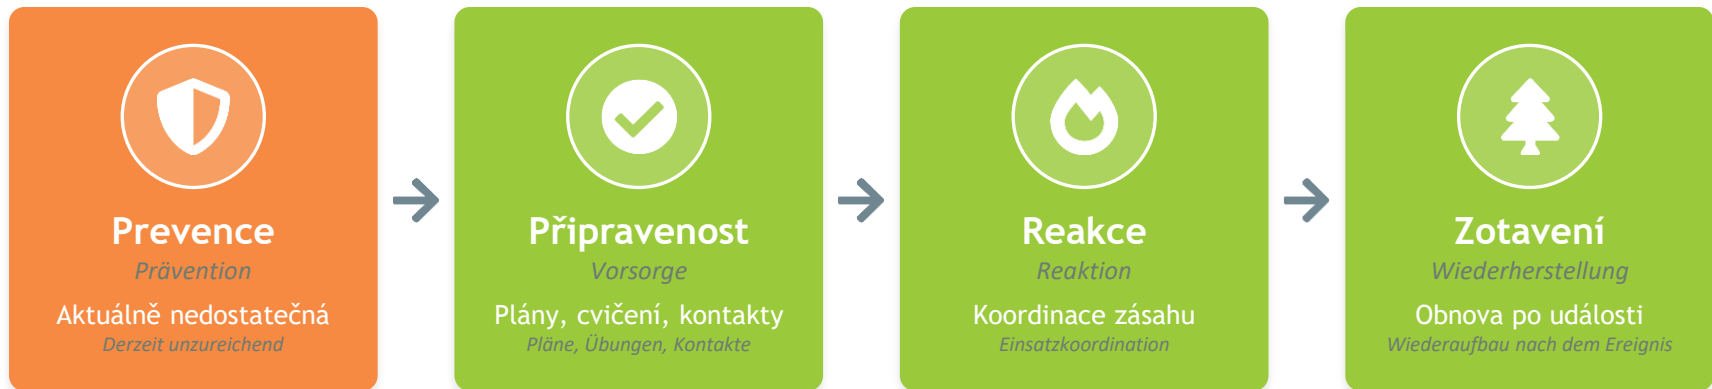 Prevence
Prävention
Aktuálně nedostatečná
Derzeit unzureichend
Připravenost
Vorsorge
Plány, cvičení, kontakty
Pläne, Übungen, Kontakte
Reakce
Reaktion
Koordinace zásahu
Einsatzkoordination
Zotavení
Wiederherstellung
Obnova po události
Wiederaufbau nach dem Ereignis